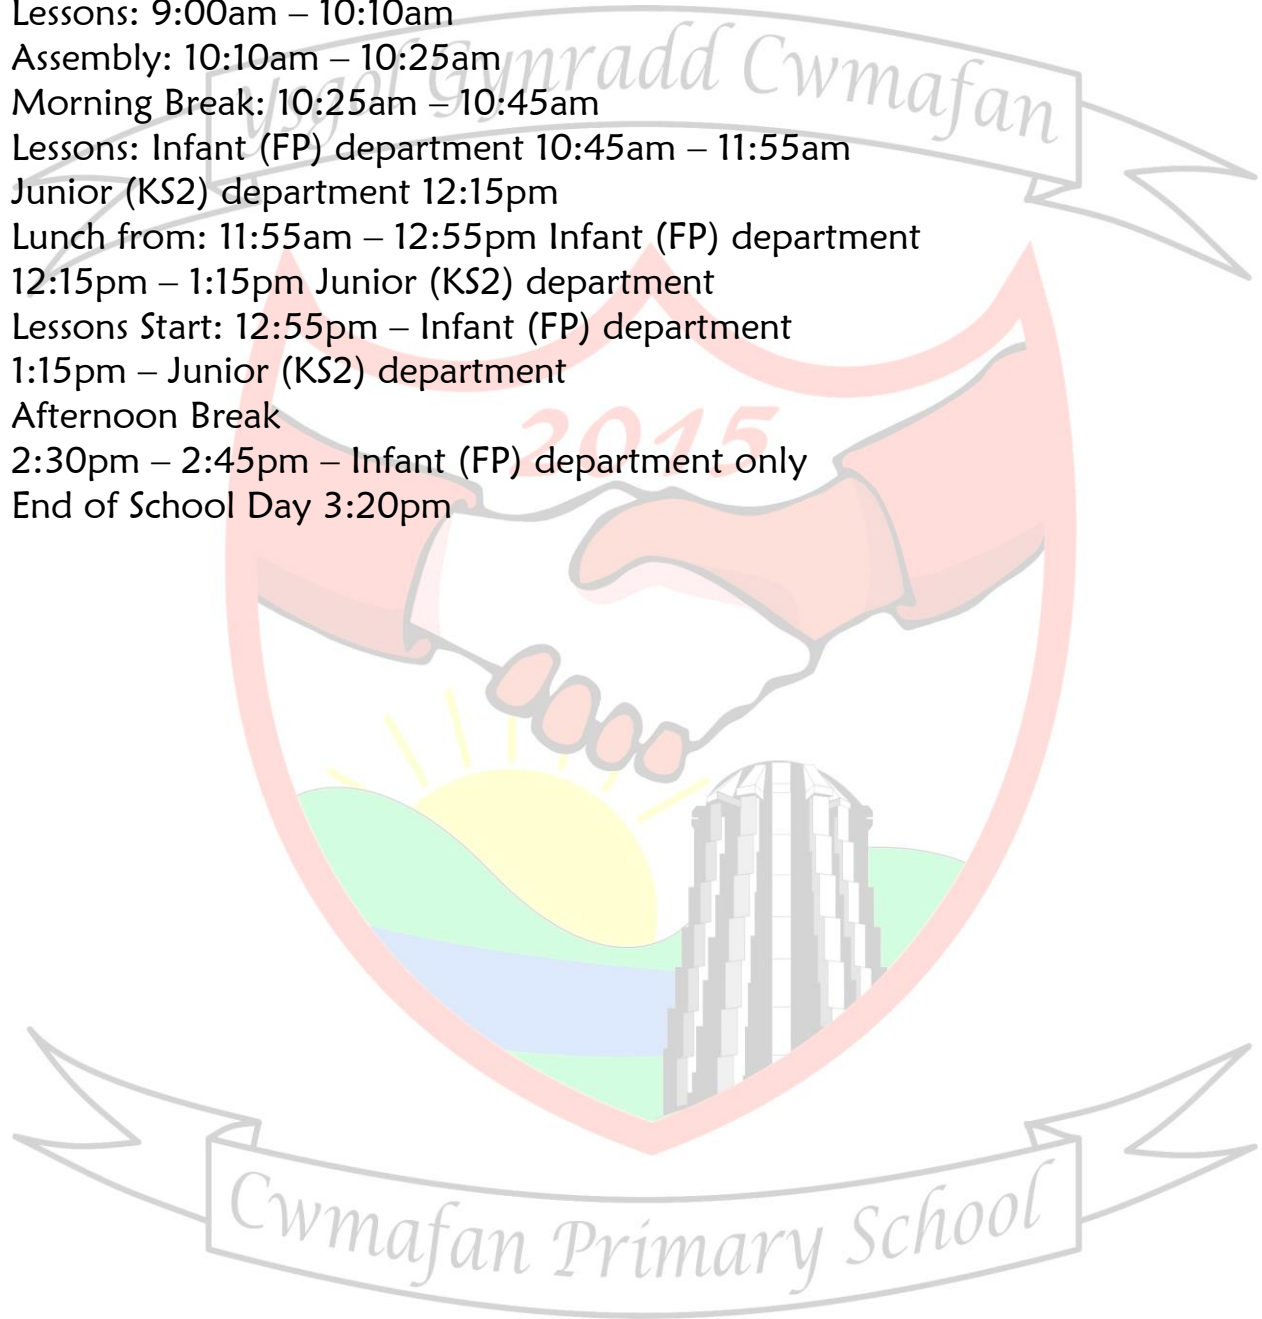 Lessons: 9:00am – 10:10am
Assembly: 10:10am – 10:25am
Morning Break: 10:25am – 10:45am
Lessons: Infant (FP) department 10:45am – 11:55am
Junior (KS2) department 12:15pm
Lunch from: 11:55am – 12:55pm Infant (FP) department
12:15pm – 1:15pm Junior (KS2) department
Lessons Start: 12:55pm – Infant (FP) department
1:15pm – Junior (KS2) department
Afternoon Break
2:30pm – 2:45pm – Infant (FP) department only
End of School Day 3:20pm
Ysgol Gynradd Cwmafan
2015
Cwmafan Primary School